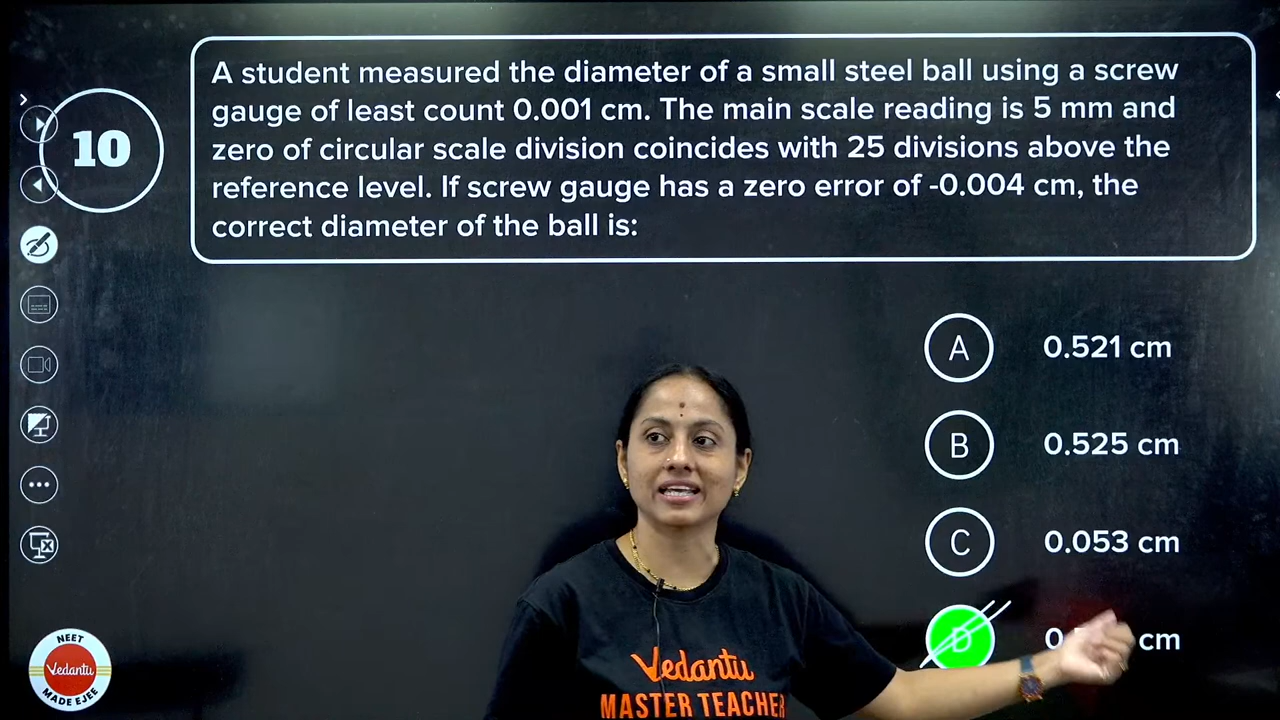 A student measured the diameter of a small steel ball using a screw
gauge of least count 0.001 cm. The main scale reading is 5 mm and
zero of circular scale division coincides with 25 divisions above the
reference level. If screw gauge has a zero error of -0.004 cm, the
correct diameter of the ball is:
10
A 0.521 cm
B 0.525 cm
C 0.053 cm
D cm
Vedantu
MASTER TEACHER
NEET
Vedantu
MADE EJEE